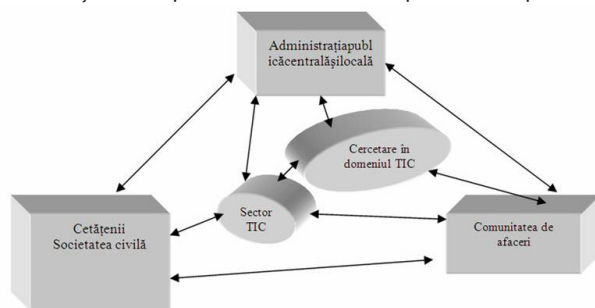 Administrațiapubl
icăcentralășilocală
Cercetare în
domeniul TIC
Sector
TIC
Cetățenii
Societatea civilă
Comunitatea de
afaceri